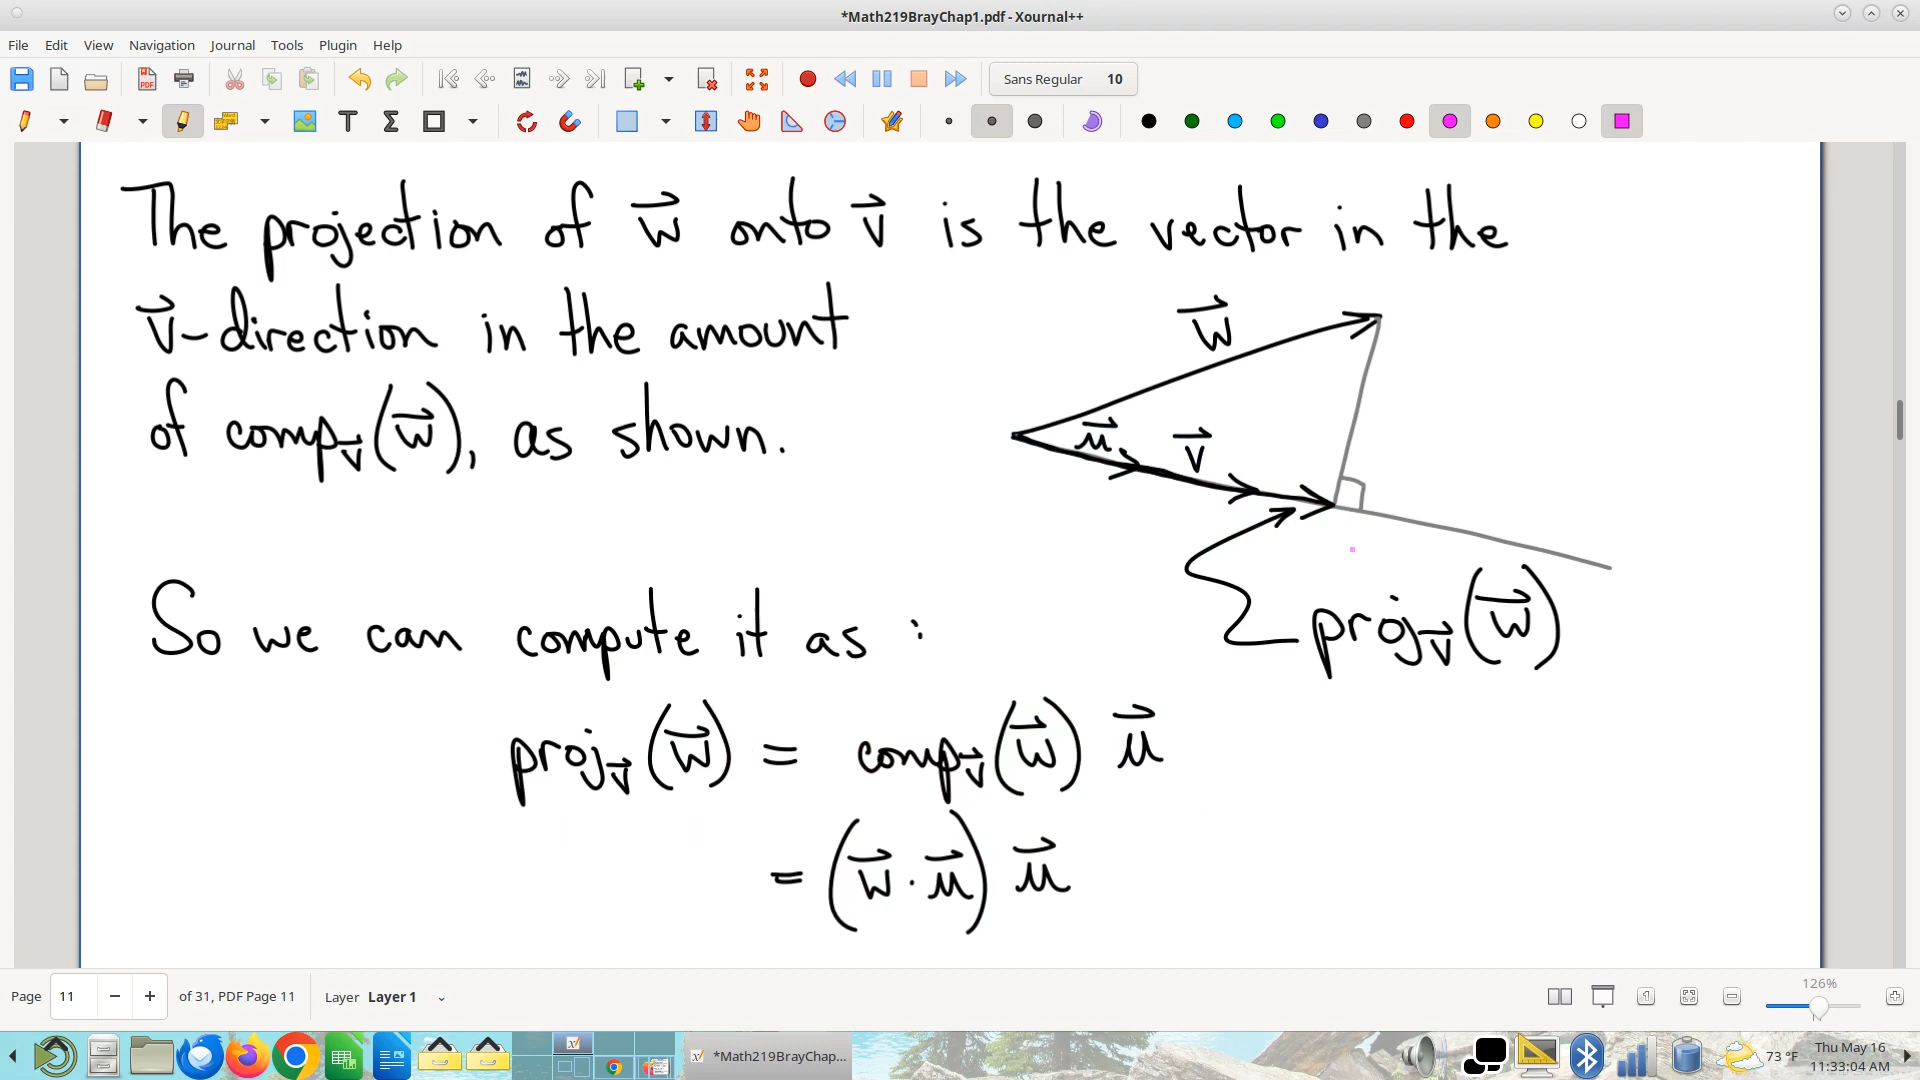 *Math219BrayChap1.pdf - Xournal++
File Edit View Navigation Journal Tools Plugin Help
Sans Regular 10
The projection of w⃗ onto v⃗ is the vector in the
v⃗-direction in the amount
of comp_v⃗(w⃗), as shown.
w⃗
u⃗
v⃗
proj_v⃗(w⃗)
So we can compute it as :
proj_v⃗(w⃗) = comp_v⃗(w⃗) u⃗
= (w⃗ · u⃗) u⃗
Page 11 − + of 31, PDF Page 11 Layer Layer 1 126%
*Math219BrayChap...
73 °F
Thu May 16
11:33:04 AM